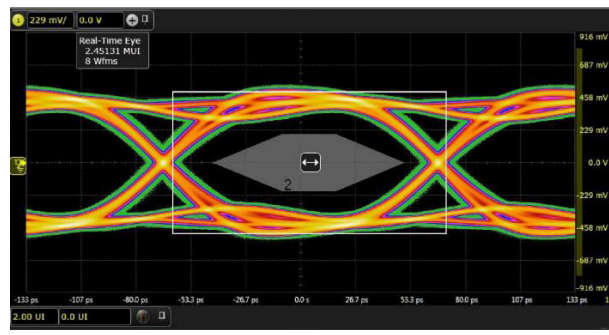 1 229 mV/ 0.0 V
Real-Time Eye
2.45131 MUI
8 Wfms
916 mV
687 mV
458 mV
229 mV
0.0 V
-229 mV
-458 mV
-687 mV
-916 mV
2
-133 ps -107 ps -80.0 ps -53.3 ps -26.7 ps 0.0 s 26.7 ps 53.3 ps 80.0 ps 107 ps 133 ps 1
2.00 UI 0.0 UI